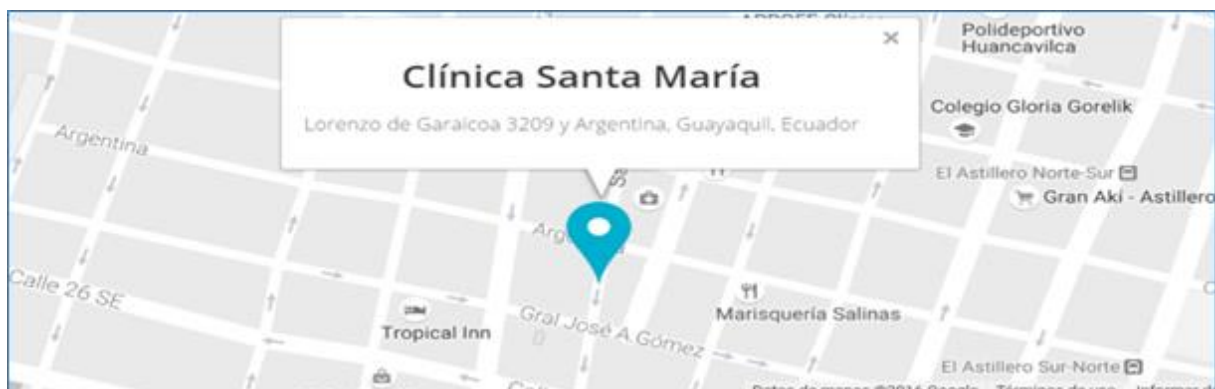 Polideportivo
Huancavilca
×
Clínica Santa María
Lorenzo de Garaicoa 3209 y Argentina, Guayaquil, Ecuador
Colegio Gloria Gorelik
Argentina
El Astillero Norte-Sur
Gran Aki - Astillero
Calle 26 SE
Marisquería Salinas
Tropical Inn
Gral José A.Gómez
El Astillero Sur-Norte